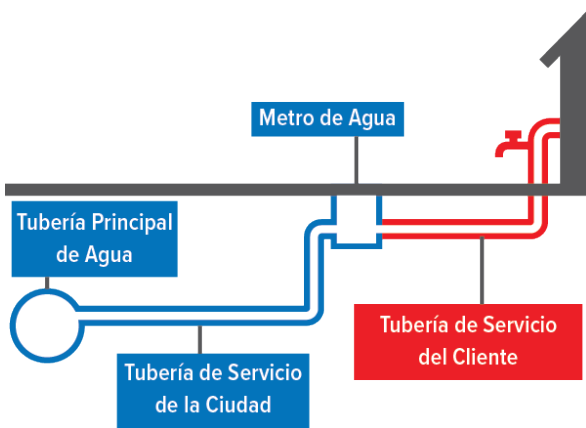 Metro de Agua
Tubería Principal
de Agua
Tubería de Servicio
del Cliente
Tubería de Servicio
de la Ciudad